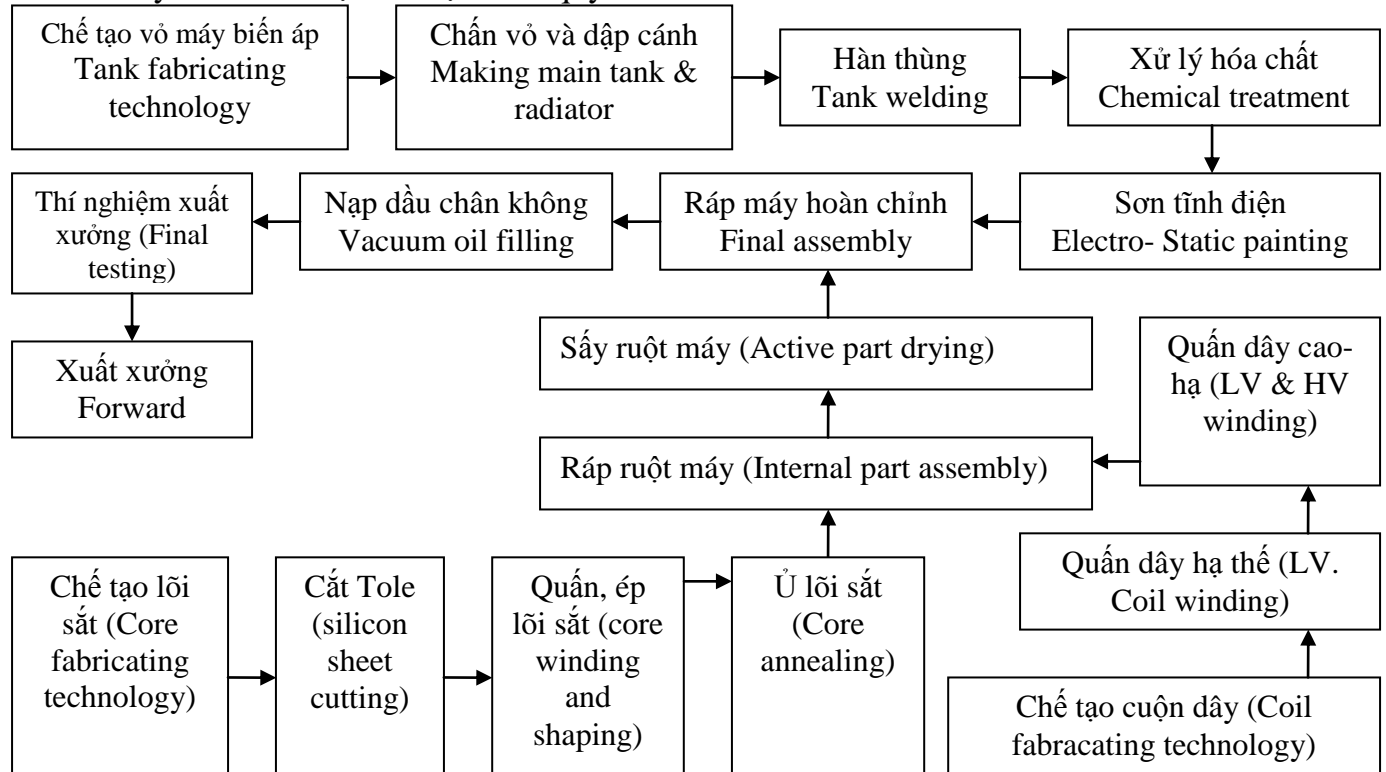 Chế tạo vỏ máy biến áp
Tank fabricating
technology
Chấn vỏ và dập cánh
Making main tank &
radiator
Hàn thùng
Tank welding
Xử lý hóa chất
Chemical treatment
Thí nghiệm xuất
xưởng (Final
testing)
Nạp dầu chân không
Vacuum oil filling
Ráp máy hoàn chỉnh
Final assembly
Sơn tĩnh điện
Electro- Static painting
Xuất xưởng
Forward
Sấy ruột máy (Active part drying)
Quấn dây cao-
hạ (LV & HV
winding)
Ráp ruột máy (Internal part assembly)
Chế tạo lõi
sắt (Core
fabricating
technology)
Cắt Tole
(silicon
sheet
cutting)
Quấn, ép
lõi sắt (core
winding
and
shaping)
Ủ lõi sắt
(Core
annealing)
Quấn dây hạ thế (LV.
Coil winding)
Chế tạo cuộn dây (Coil
fabracating technology)